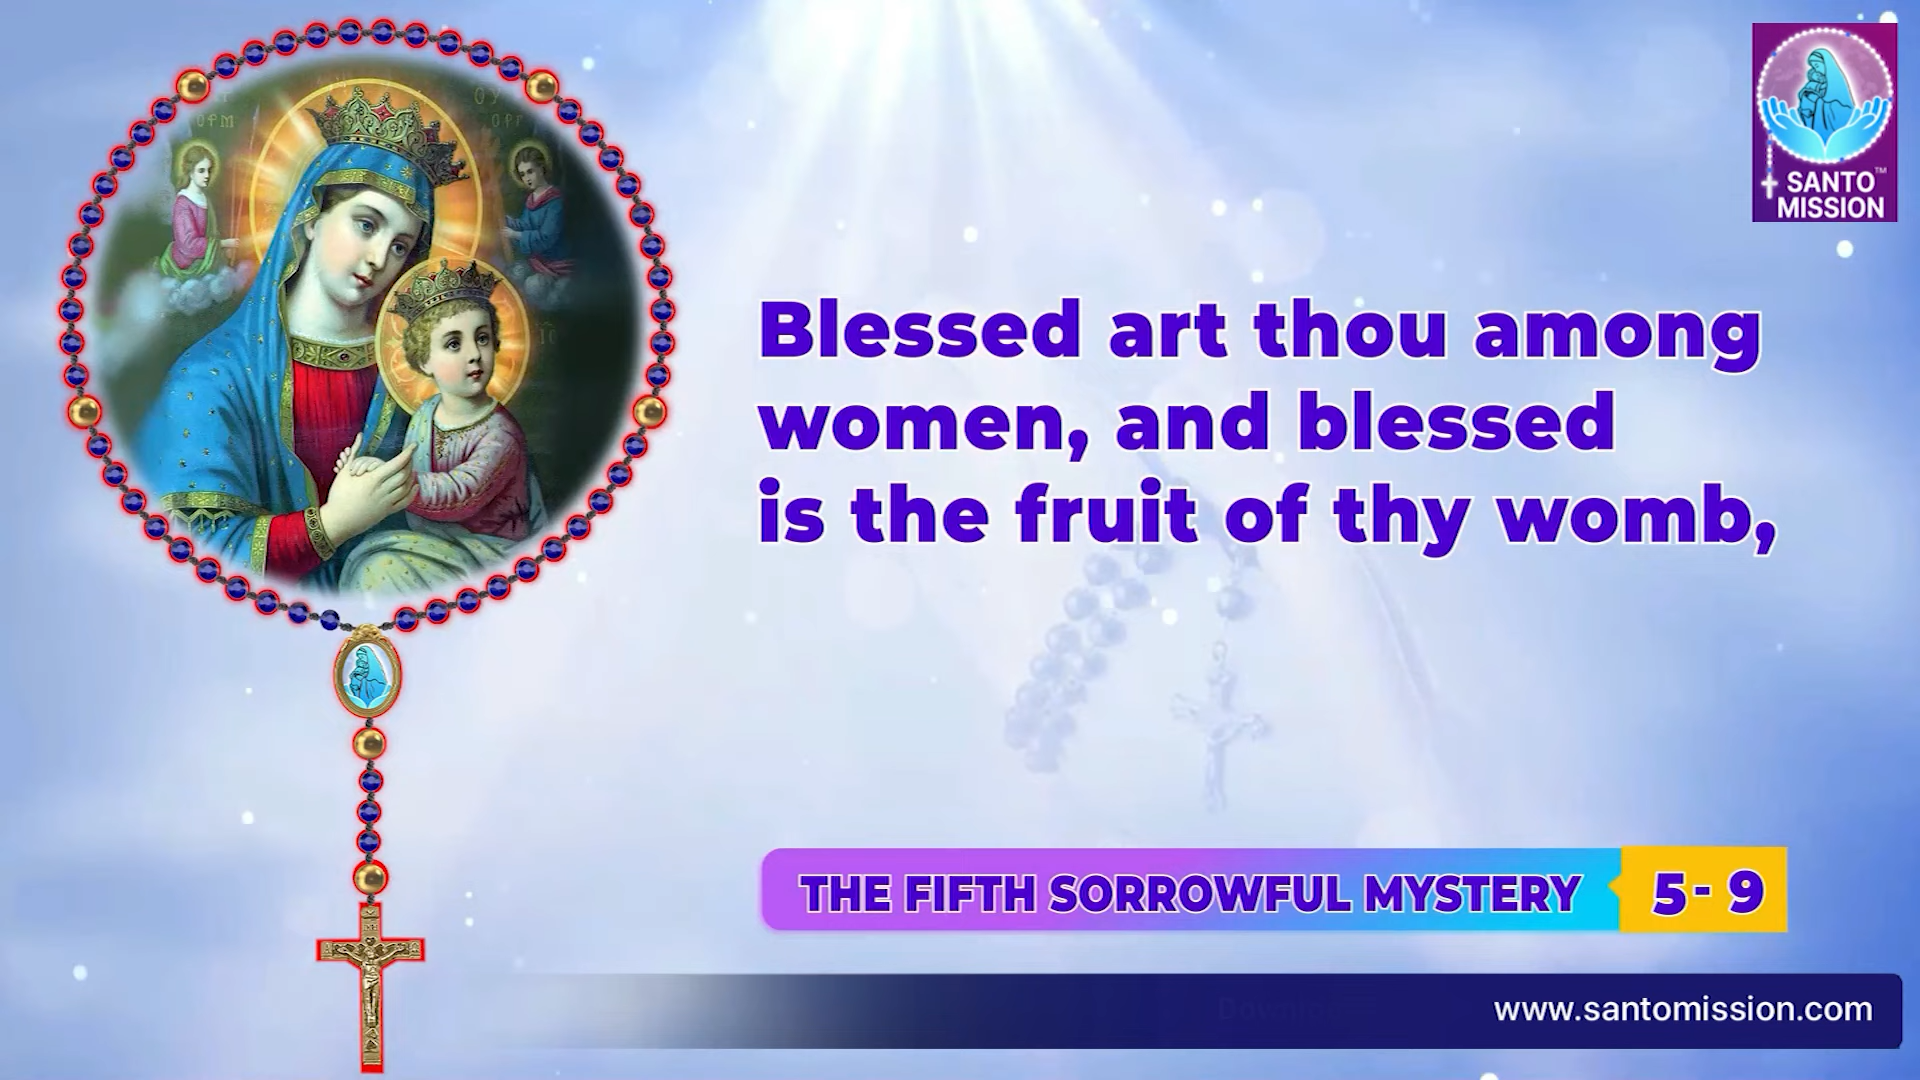 SANTO™
MISSION
Blessed art thou among
women, and blessed
is the fruit of thy womb,
THE FIFTH SORROWFUL MYSTERY 5- 9
www.santomission.com